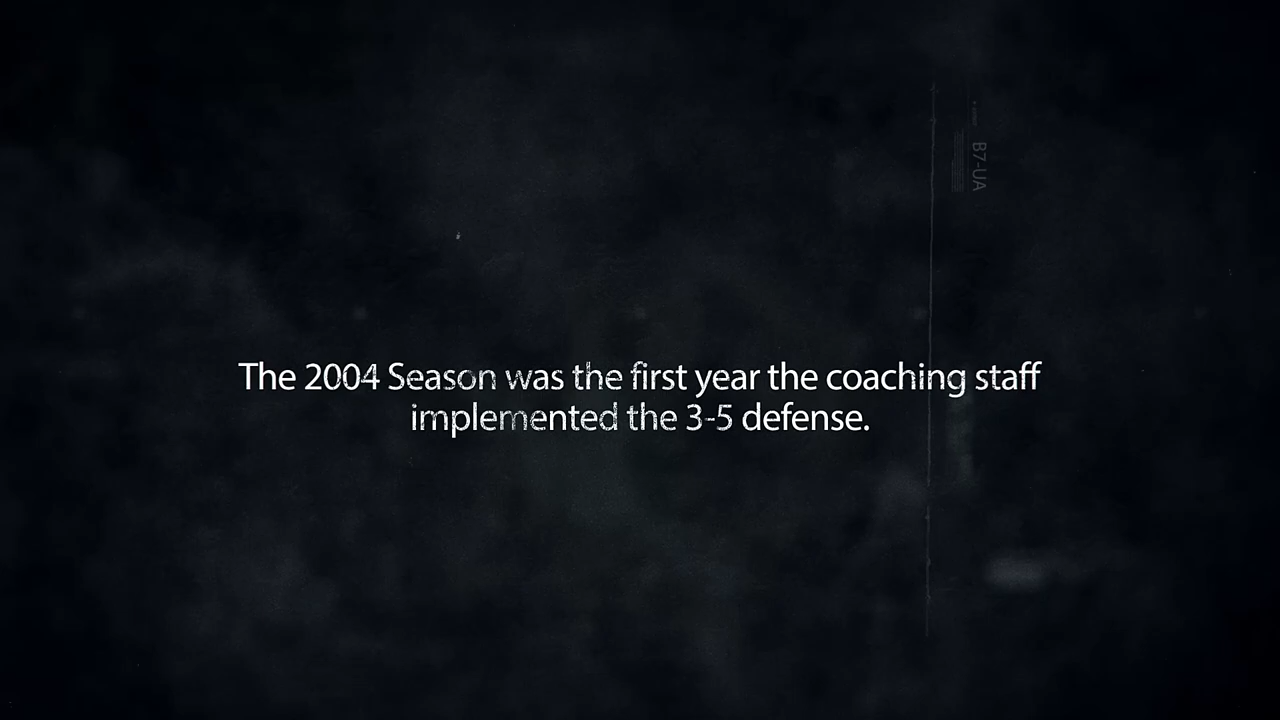 B7-UA
The 2004 Season was the first year the coaching staff
implemented the 3-5 defense.